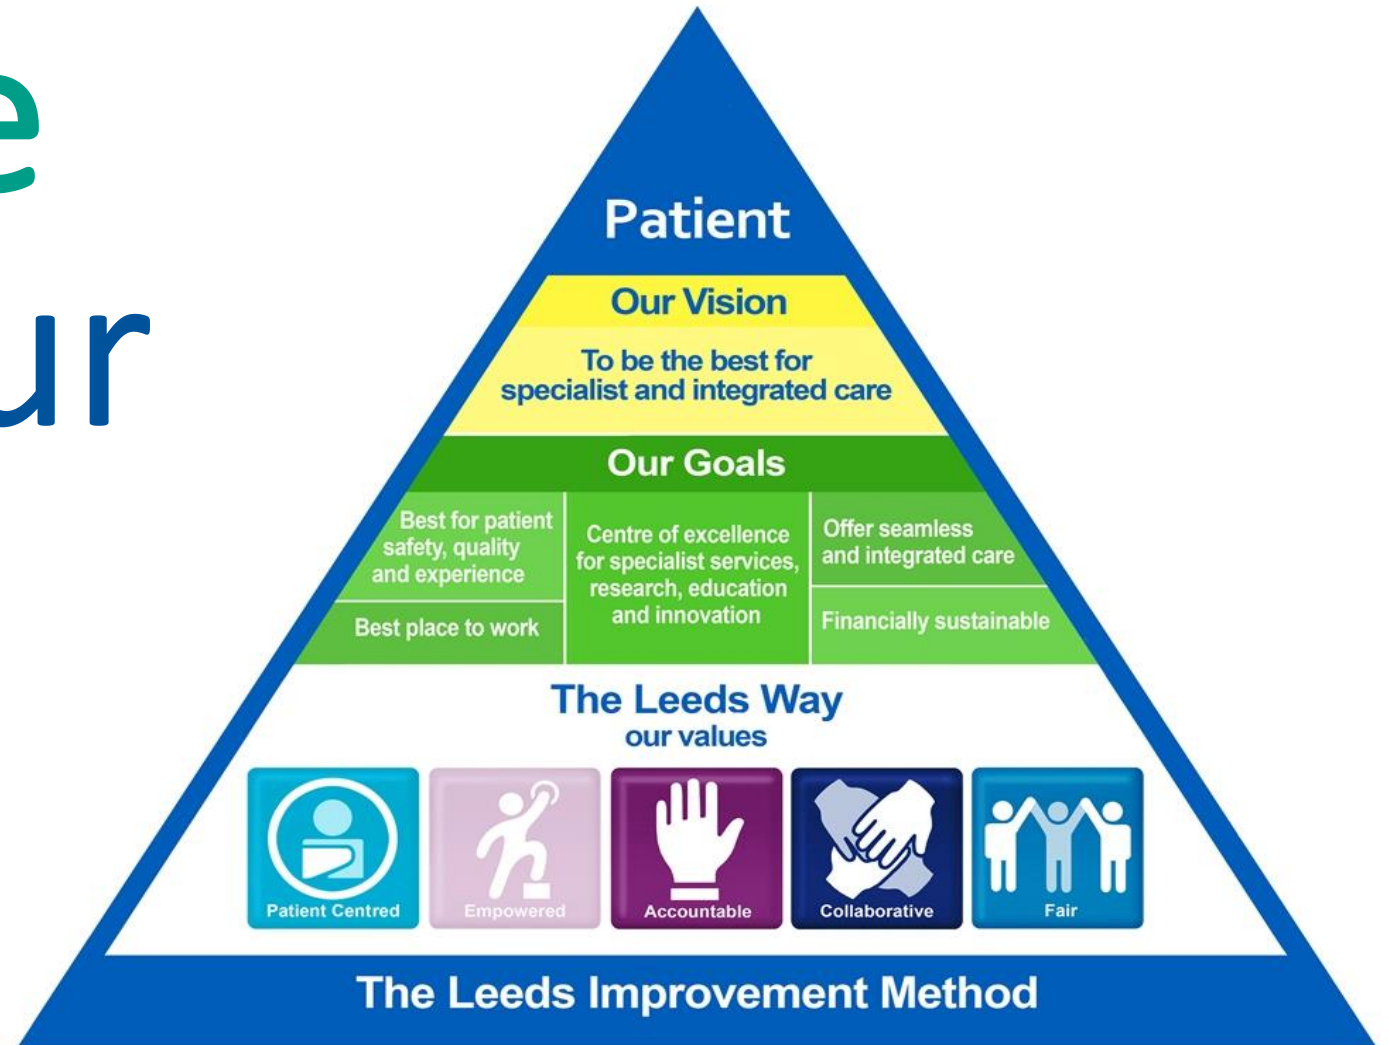 e
ur
Patient
Our Vision
To be the best for
specialist and integrated care
Our Goals
Best for patient
safety, quality
and experience
Best place to work
Centre of excellence
for specialist services,
research, education
and innovation
Offer seamless
and integrated care
Financially sustainable
The Leeds Way
our values
Patient Centred
Empowered
Accountable
Collaborative
Fair
The Leeds Improvement Method